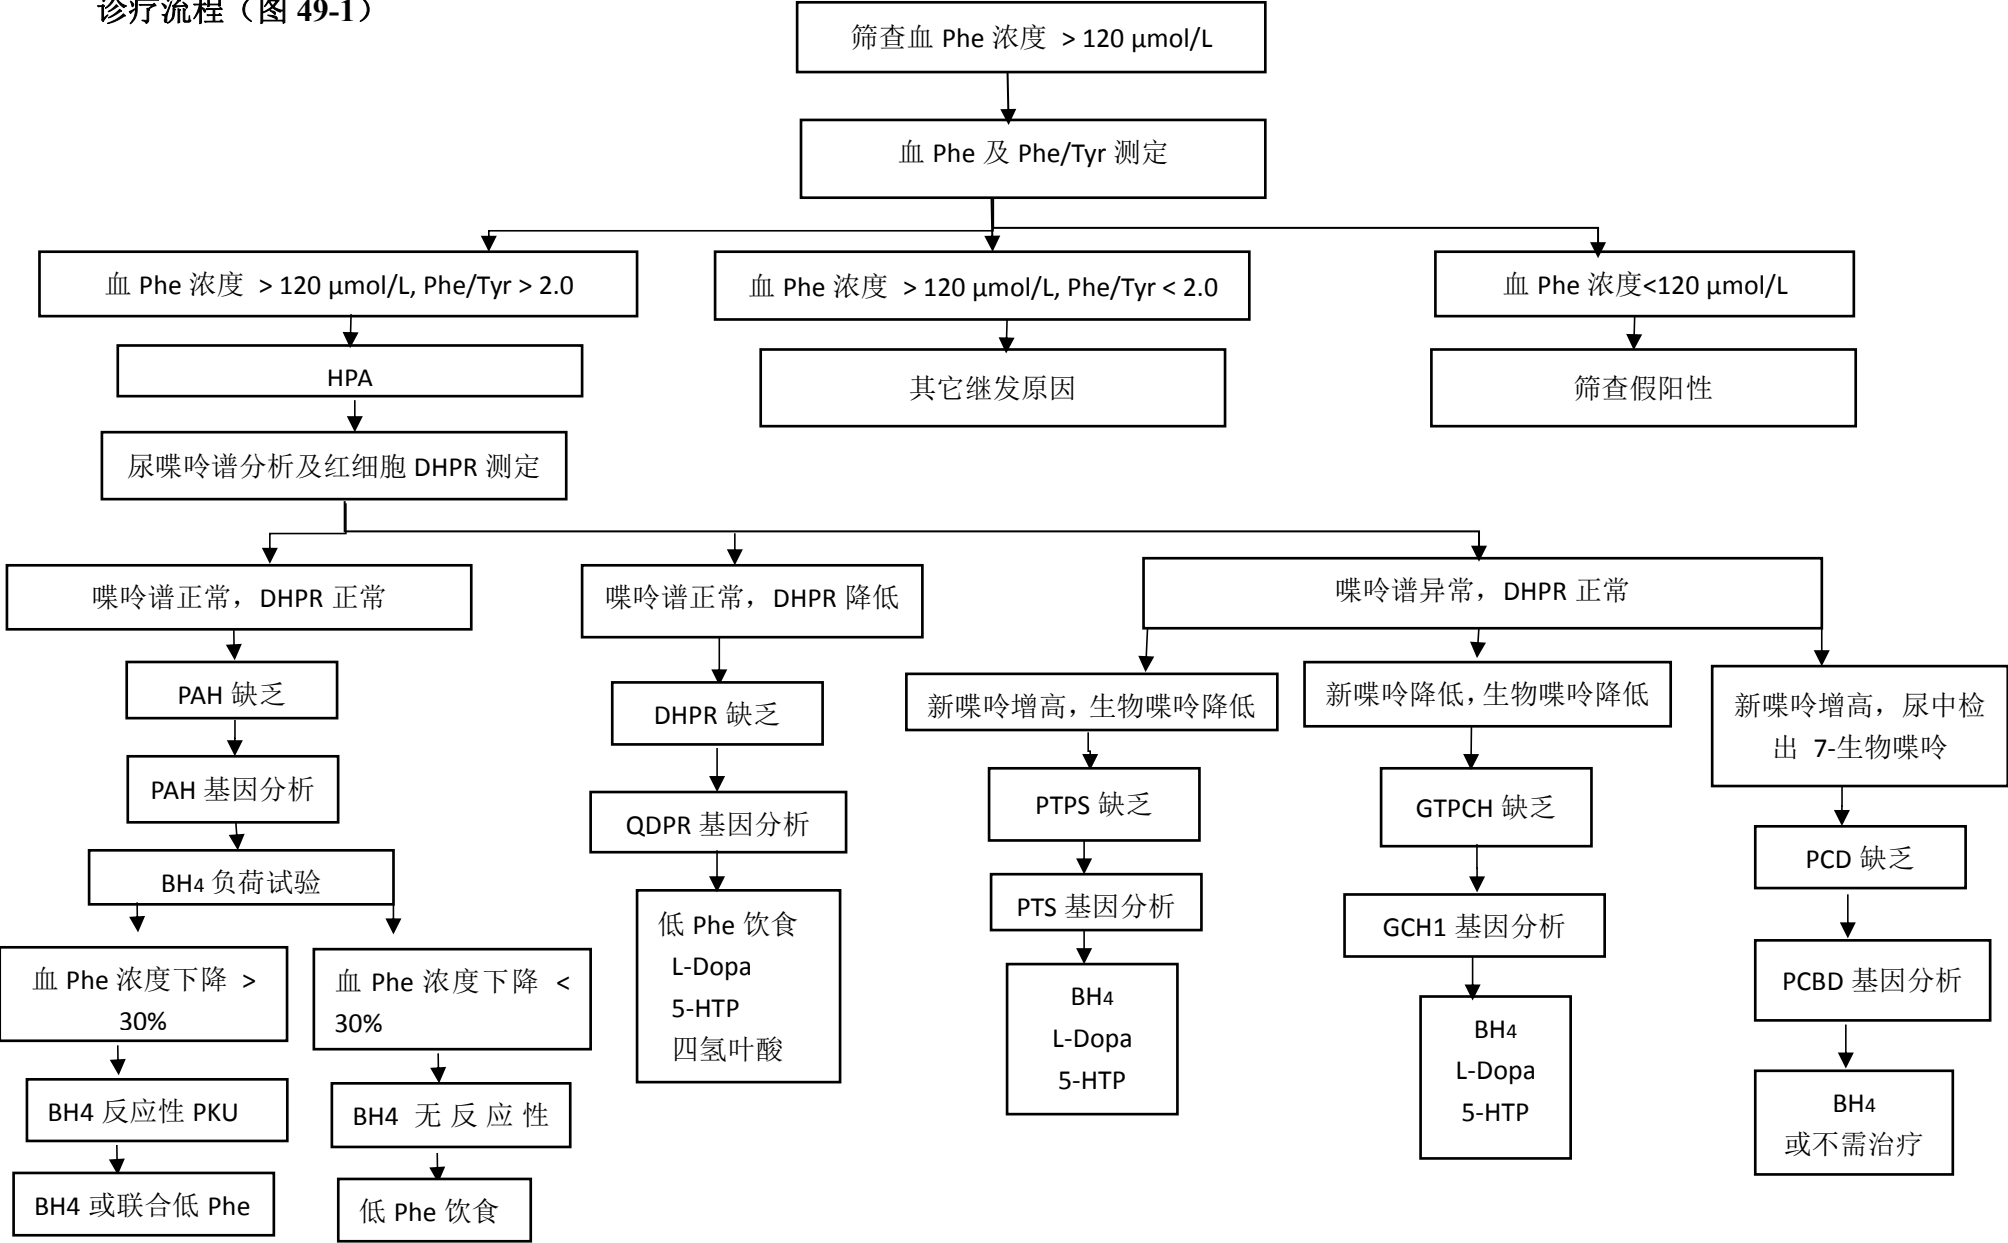 诊疗流程（图 49-1）
筛查血 Phe 浓度 > 120 μmol/L
血 Phe 及 Phe/Tyr 测定
血 Phe 浓度 > 120 μmol/L, Phe/Tyr > 2.0
血 Phe 浓度 > 120 μmol/L, Phe/Tyr < 2.0
血 Phe 浓度<120 μmol/L
HPA
其它继发原因
筛查假阳性
尿喋呤谱分析及红细胞 DHPR 测定
喋呤谱正常，DHPR 正常
喋呤谱正常，DHPR 降低
喋呤谱异常，DHPR 正常
PAH 缺乏
DHPR 缺乏
新喋呤增高，生物喋呤降低
新喋呤降低，生物喋呤降低
新喋呤增高，尿中检
出 7-生物喋呤
PAH 基因分析
QDPR 基因分析
PTPS 缺乏
GTPCH 缺乏
PCD 缺乏
BH4 负荷试验
PTS 基因分析
GCH1 基因分析
PCBD 基因分析
血 Phe 浓度下降 >
30%
血 Phe 浓度下降 <
30%
低 Phe 饮食
L-Dopa
5-HTP
四氢叶酸
BH4
L-Dopa
5-HTP
BH4
L-Dopa
5-HTP
BH4
或不需治疗
BH4 反应性 PKU
BH4 无 反 应 性
BH4 或联合低 Phe
低 Phe 饮食